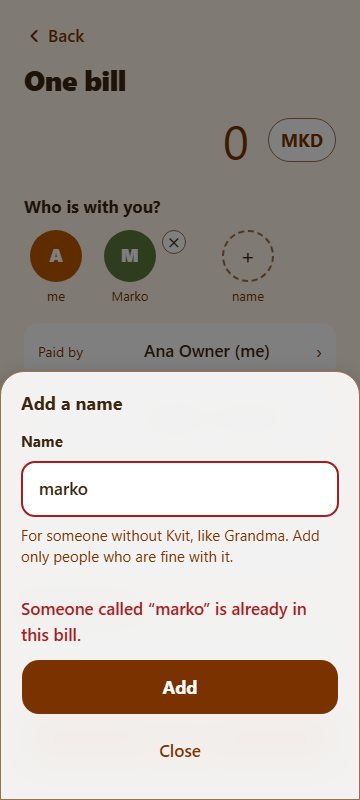 Back
One bill
0 MKD
Who is with you?
A M × +
me Marko name
Paid by Ana Owner (me) ›
Add a name
Name
marko
For someone without Kvit, like Grandma. Add
only people who are fine with it.
Someone called “marko” is already in
this bill.
Add
Close